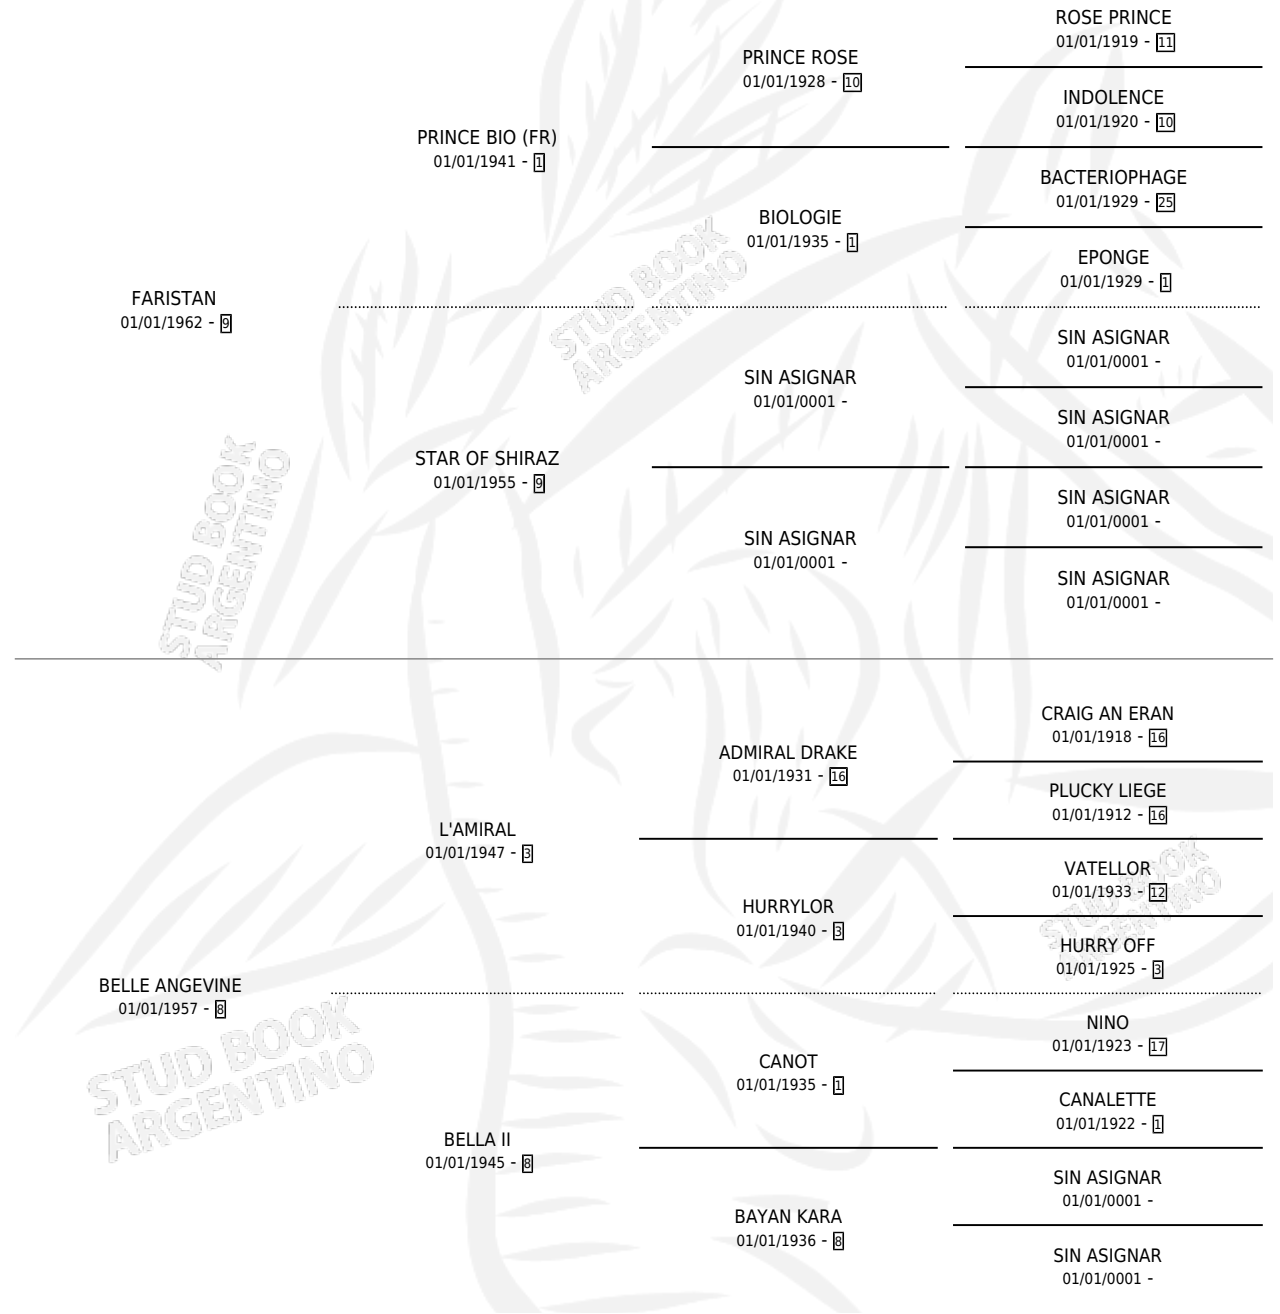 ROSE PRINCE
01/01/1919 - 11
PRINCE ROSE
01/01/1928 - 10
INDOLENCE
01/01/1920 - 10
PRINCE BIO (FR)
01/01/1941 - 1
BACTERIOPHAGE
01/01/1929 - 25
BIOLOGIE
01/01/1935 - 1
EPONGE
01/01/1929 - 1
FARISTAN
01/01/1962 - 9
STUD BOOK
ARGENTINO
SIN ASIGNAR
01/01/0001 -
SIN ASIGNAR
01/01/0001 -
SIN ASIGNAR
01/01/0001 -
STAR OF SHIRAZ
01/01/1955 - 9
SIN ASIGNAR
01/01/0001 -
SIN ASIGNAR
01/01/0001 -
SIN ASIGNAR
01/01/0001 -
STUD BOOK
ARGENTINO
CRAIG AN ERAN
01/01/1918 - 16
ADMIRAL DRAKE
01/01/1931 - 16
PLUCKY LIEGE
01/01/1912 - 16
L'AMIRAL
01/01/1947 - 3
VATELLOR
01/01/1933 - 12
HURRYLOR
01/01/1940 - 3
STUD BOOK
ARGENTINO
HURRY OFF
01/01/1925 - 3
BELLE ANGEVINE
01/01/1957 - 8
NINO
01/01/1923 - 17
CANOT
01/01/1935 - 1
STUD BOOK
ARGENTINO
CANALETTE
01/01/1922 - 1
BELLA II
01/01/1945 - 8
SIN ASIGNAR
01/01/0001 -
BAYAN KARA
01/01/1936 - 8
SIN ASIGNAR
01/01/0001 -